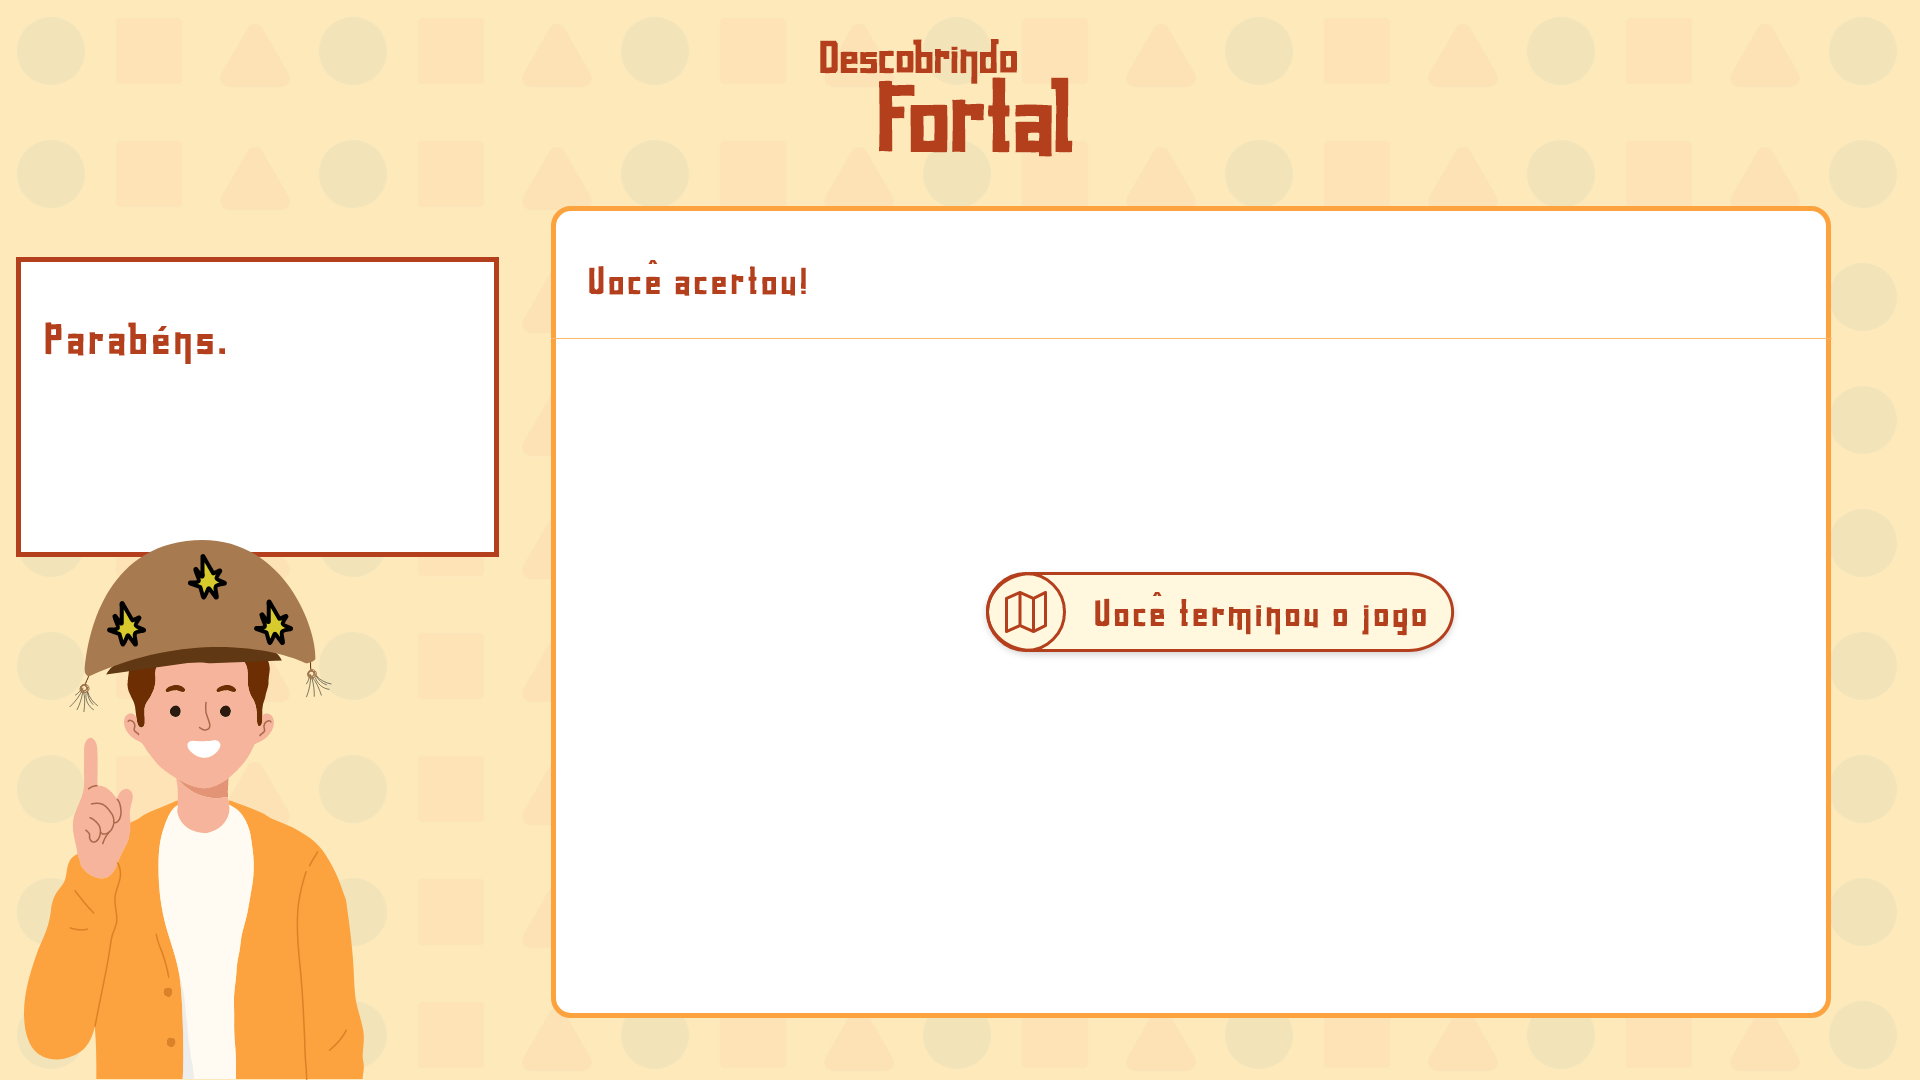 Descobrindo
Fortal
Parabéns.
Você acertou!
Você terminou o jogo